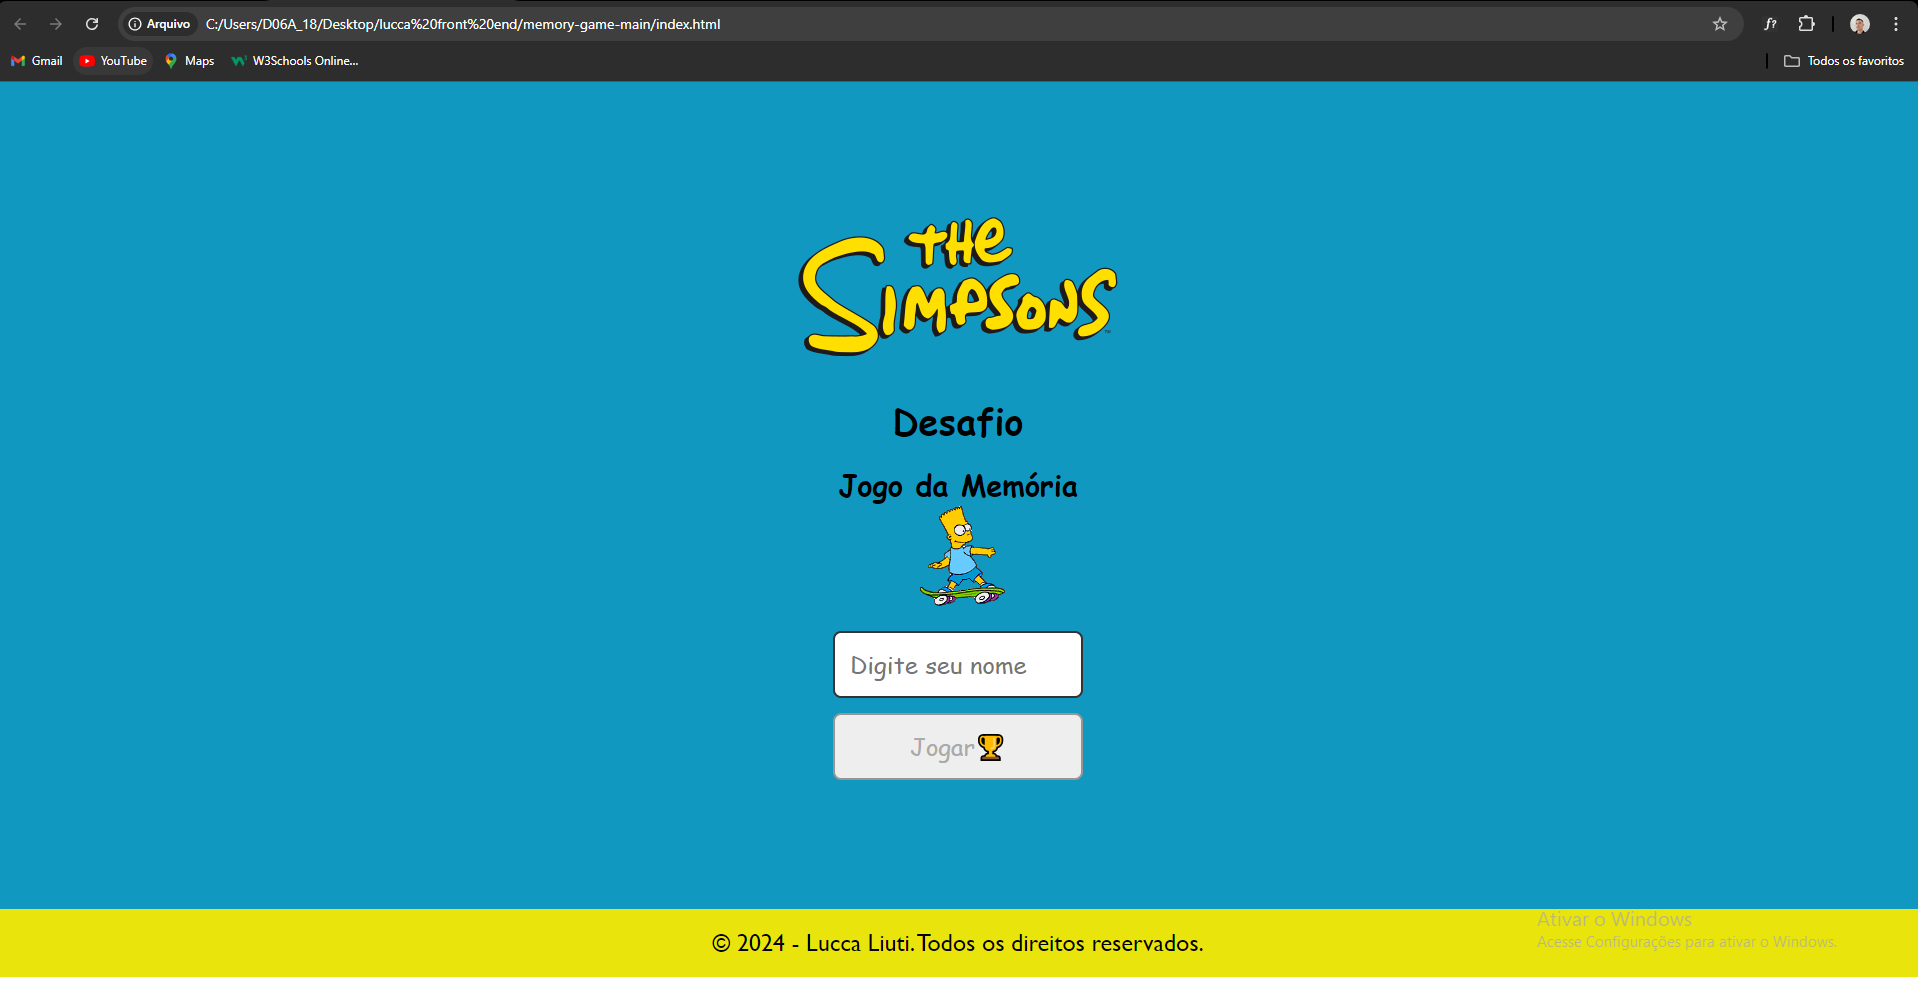 Arquivo C:/Users/D06A_18/Desktop/lucca%20front%20end/memory-game-main/index.html f?
Gmail YouTube Maps W3Schools Online... Todos os favoritos
THE
SIMPSONS
TM
Desafio
Jogo da Memória
Digite seu nome
Jogar
Ativar o Windows
© 2024 - Lucca Liuti. Todos os direitos reservados.
Acesse Configurações para ativar o Windows.